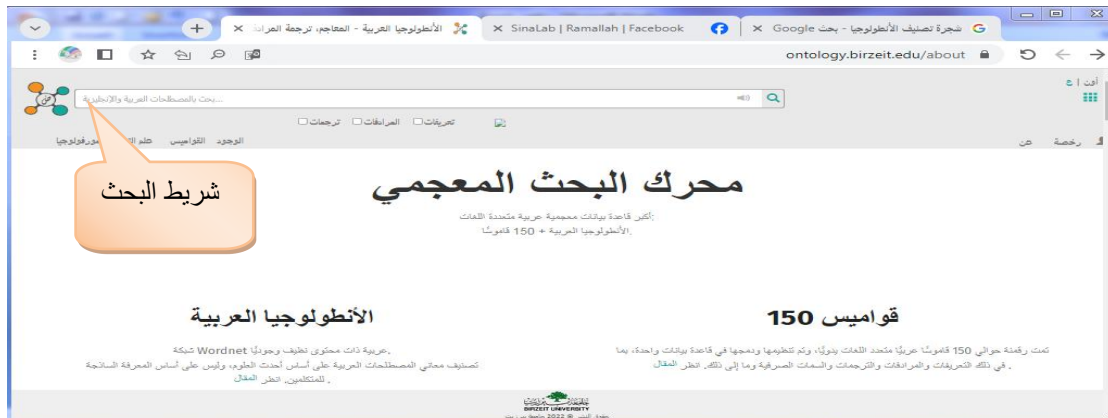 شجرة تصنيف الأنطولوجيا - بحث Google
SinaLab | Ramallah | Facebook
الأنطولوجيا العربية - المعاجم، ترجمة المراد
ontology.birzeit.edu/about
بحث بالمصطلحات العربية والإنجليزية...
تعريفات المرادفات ترجمات
رخصة عن
الوجود القواميس
شريط البحث
محرك البحث المعجمي
أكبر قاعدة بيانات معجمية عربية متعددة اللغات:
الأنطولوجيا العربية + 150 قاموسًا.
قواميس 150
تمت رقمنة حوالي 150 قاموسًا عربيًا متعدد اللغات يدويًا، وتم تنظيمها ودمجها في قاعدة بيانات واحدة، بما
في ذلك التعريفات والمرادفات والترجمات والسمات الصرفية وما إلى ذلك. انظر المقال .
الأنطولوجيا العربية
شبكة Wordnet عربية ذات محتوى نظيف وجوديًا.
تصنيف معاني المصطلحات العربية على أساس أحدث العلوم، وليس على أساس المعرفة الساذجة
للمتكلمين. انظر المقال .
BIRZEIT UNIVERSITY